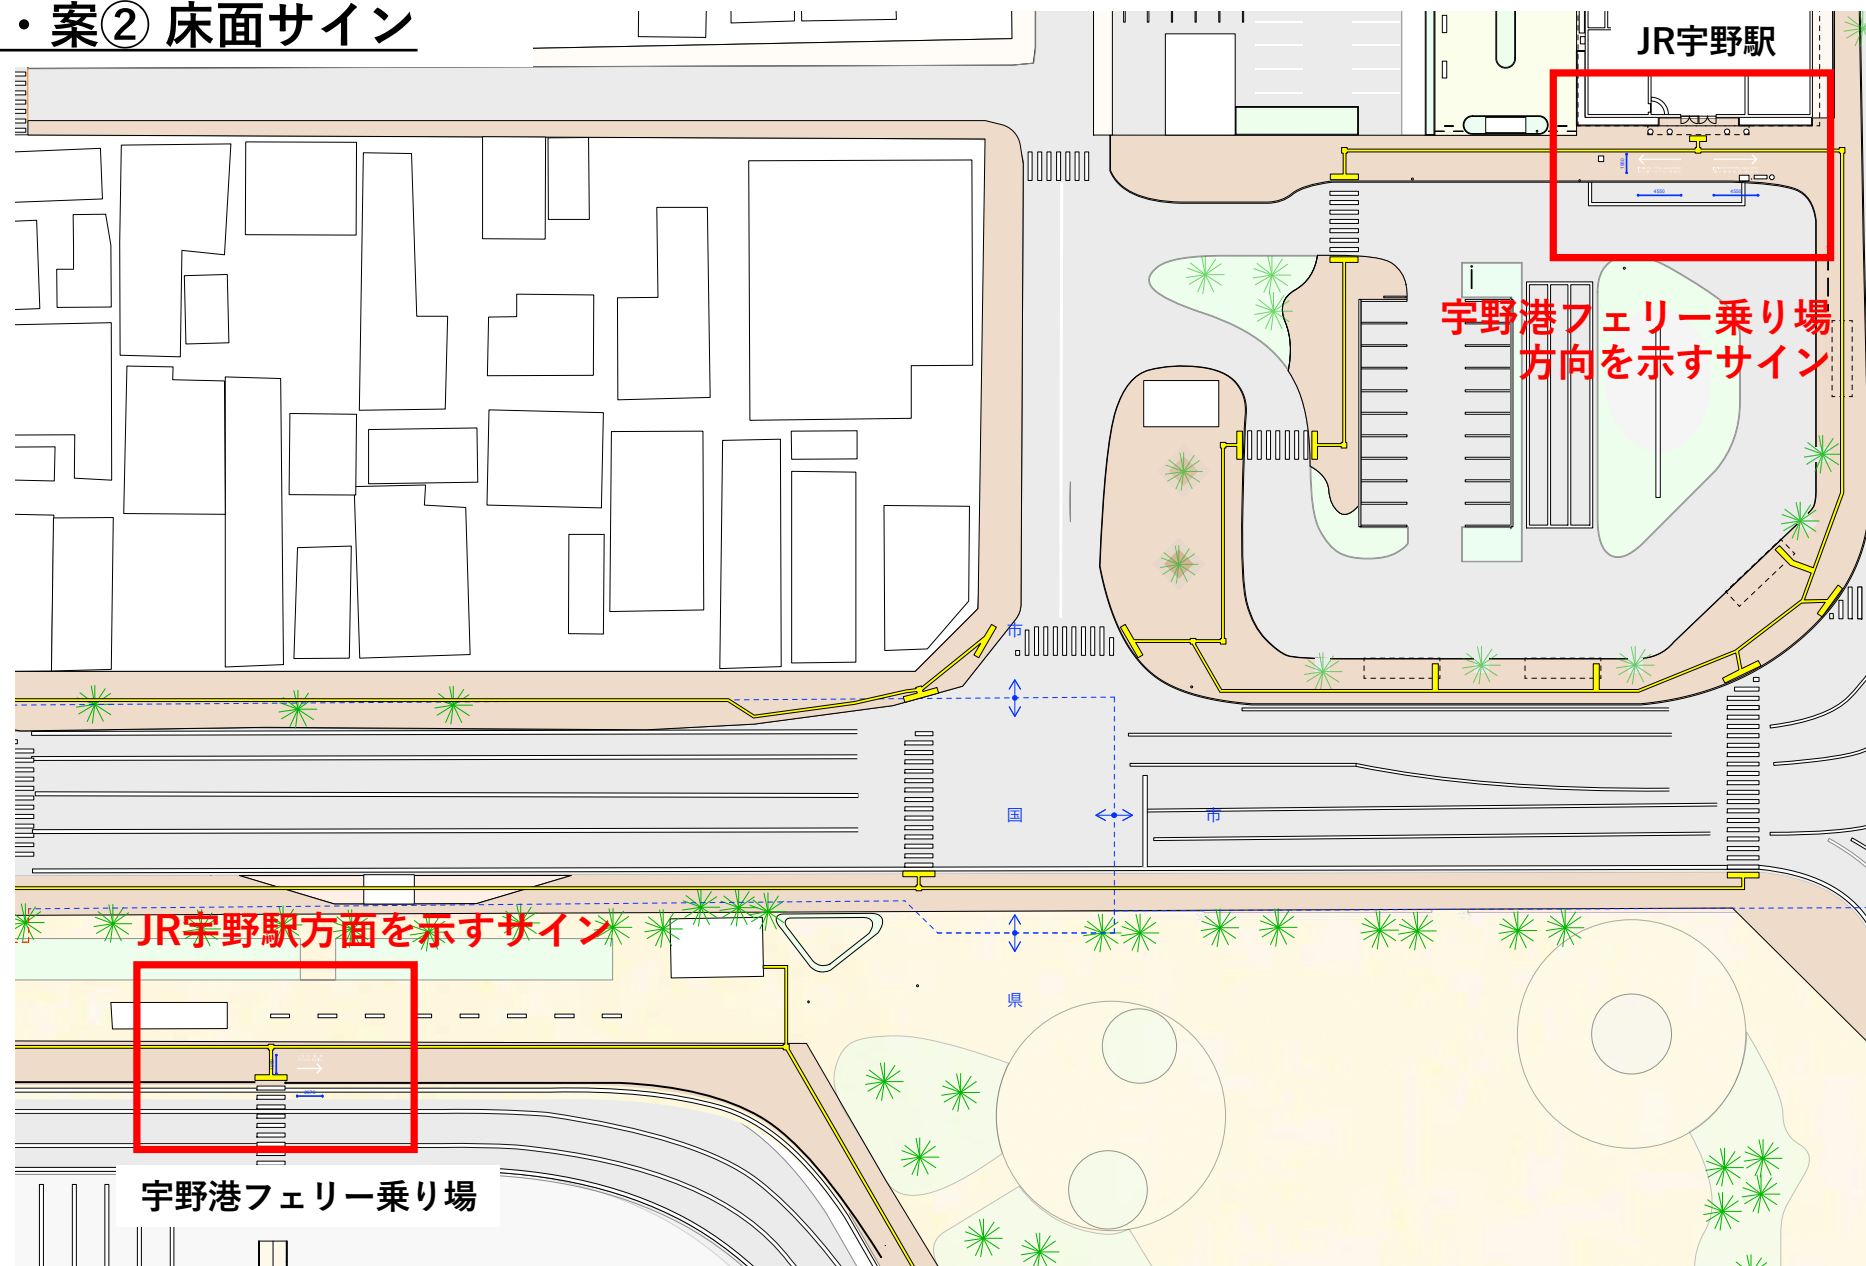 ・案② 床面サイン
JR宇野駅
宇野港フェリー乗り場
方向を示すサイン
市
国
市
県
JR宇野駅方面を示すサイン
宇野港フェリー乗り場